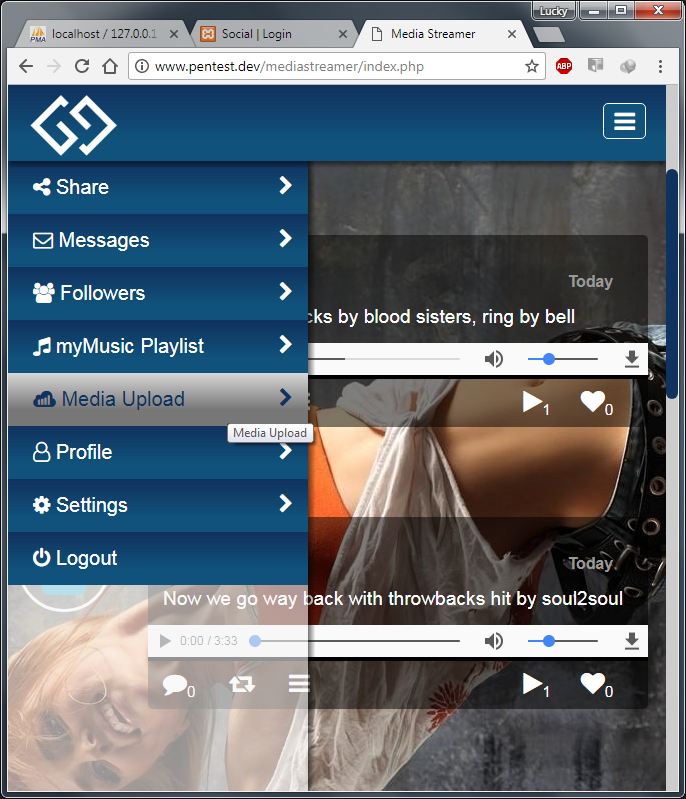 Lucky
localhost / 127.0.0.1
Social | Login
Media Streamer
www.pentest.dev/mediastreamer/index.php
ABP
Share
Messages
Followers
myMusic Playlist
Media Upload
Media Upload
Profile
Settings
Logout
Today
cks by blood sisters, ring by bell
1
0
Today
Now we go way back with throwbacks hit by soul2soul
0:00 / 3:33
0
1
0